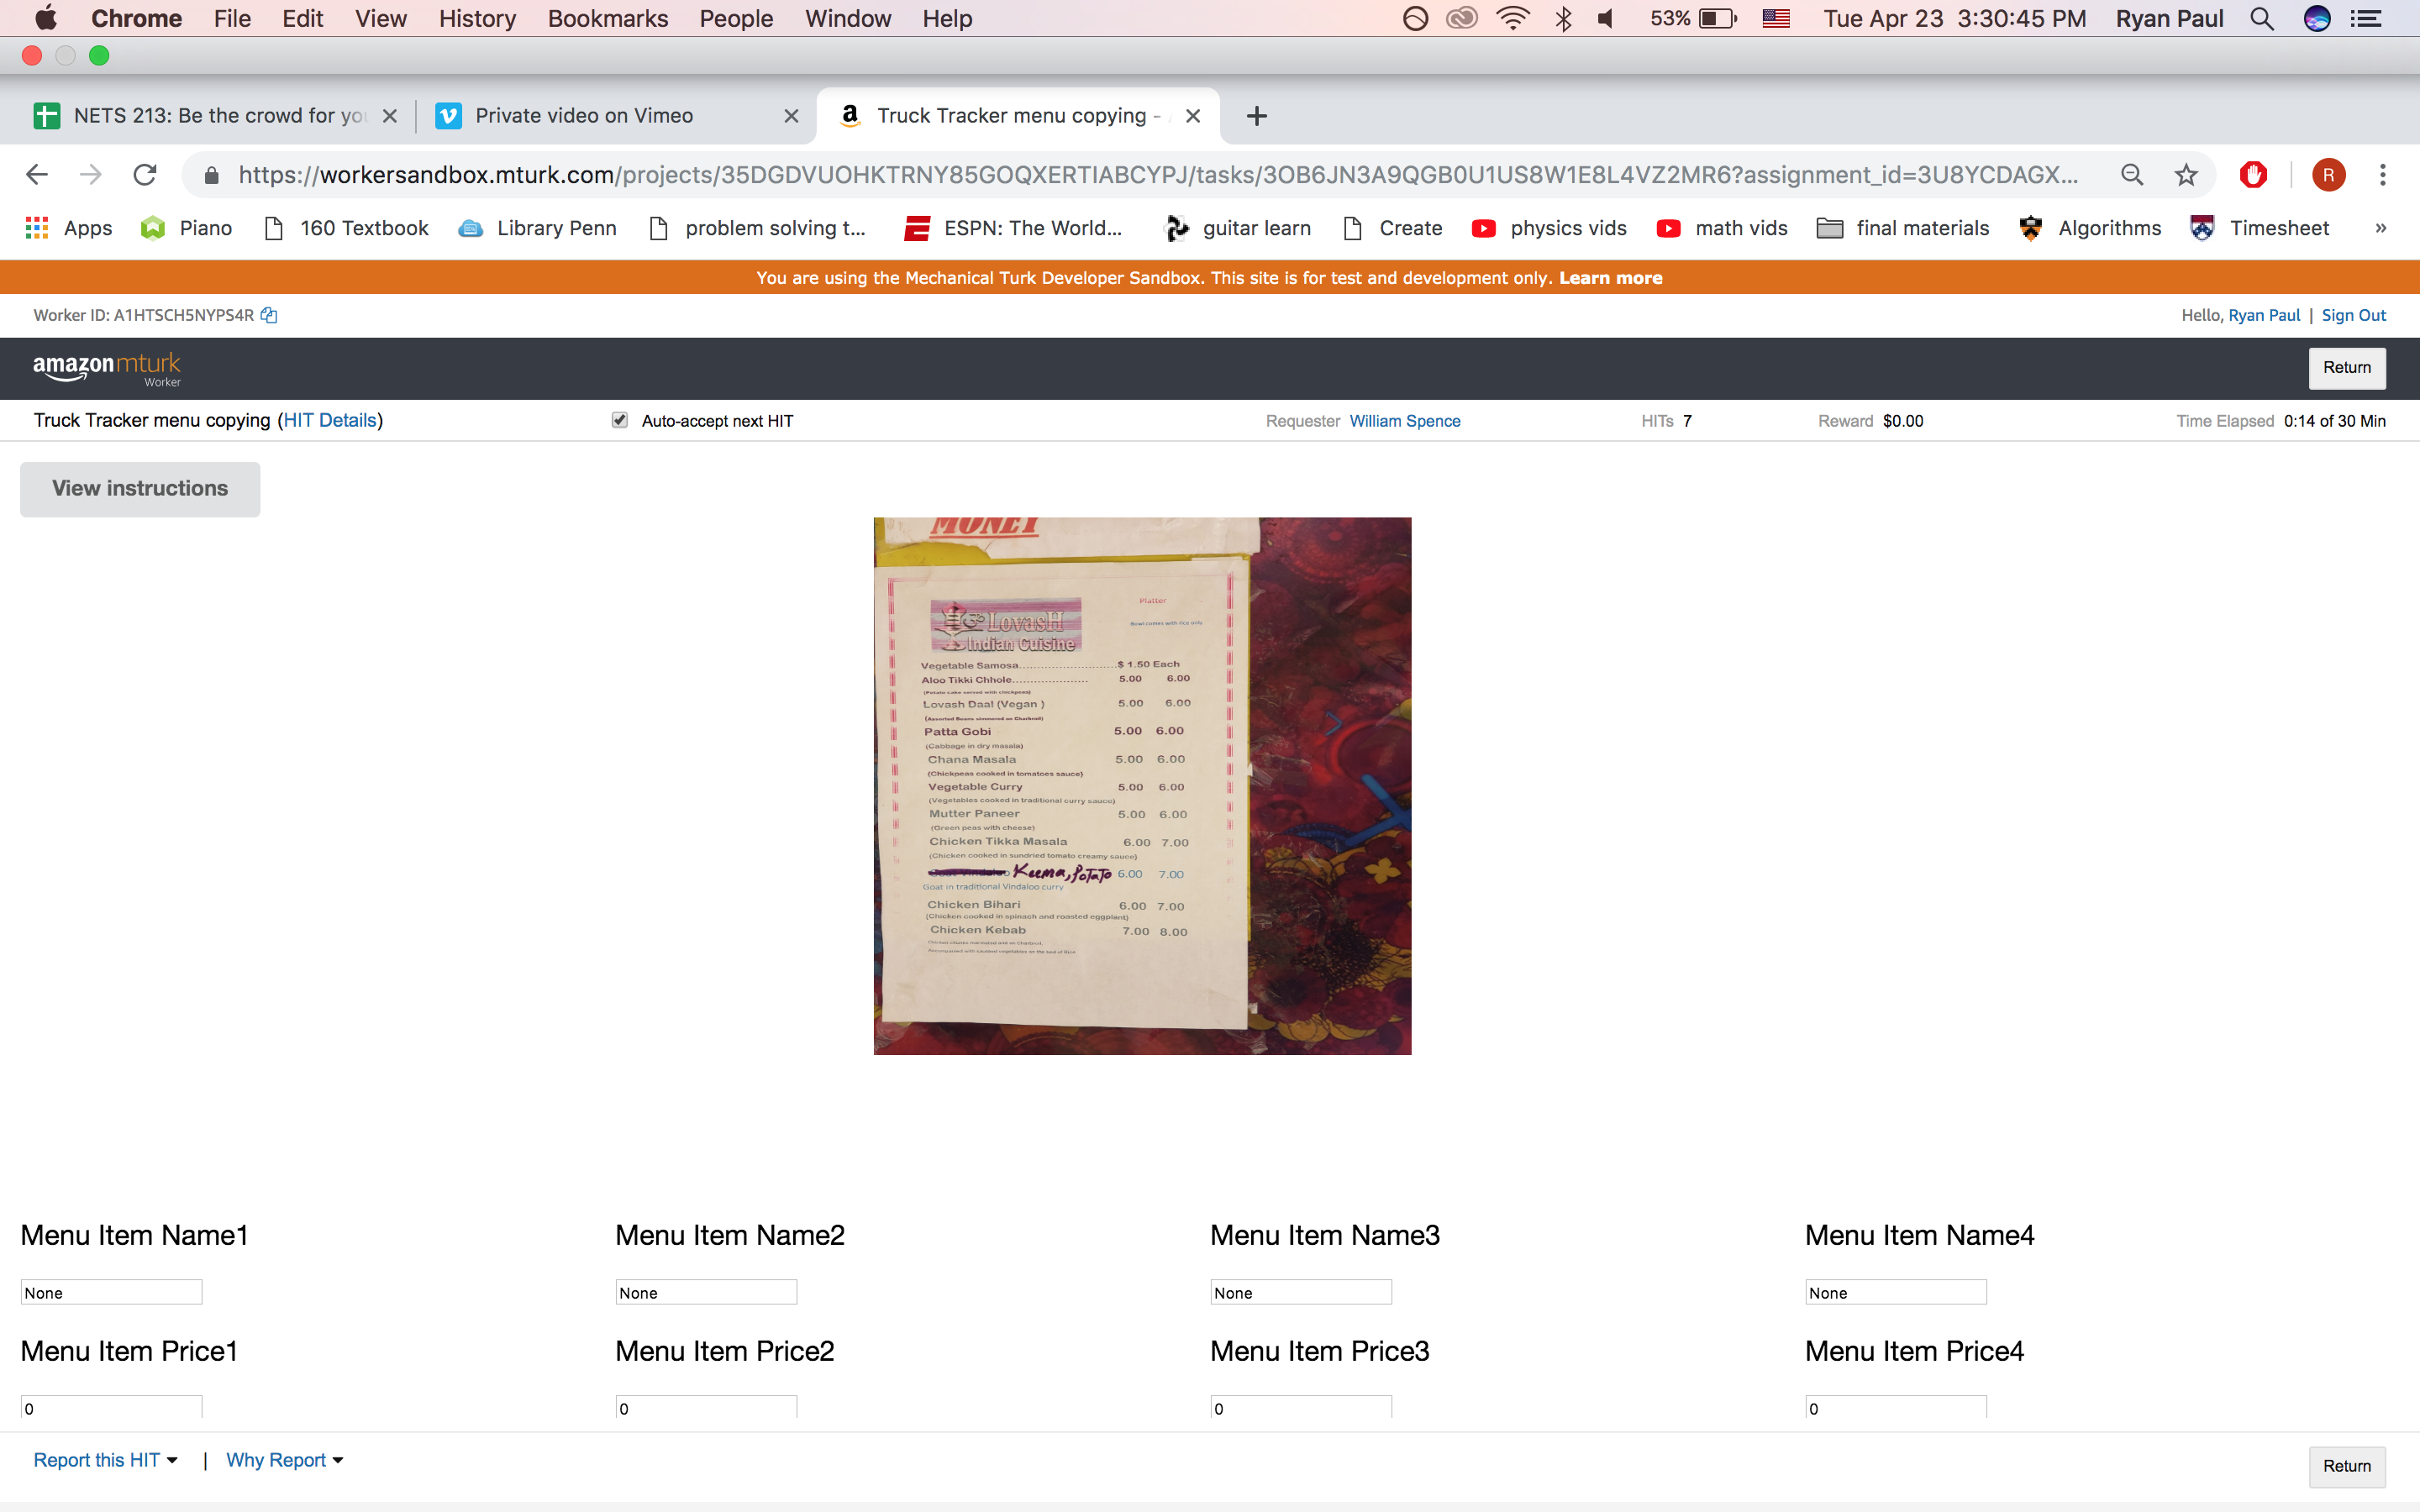 Chrome File Edit View History Bookmarks People Window Help 53% Tue Apr 23 3:30:45 PM Ryan Paul
NETS 213: Be the crowd for you Private video on Vimeo Truck Tracker menu copying -
https://workersandbox.mturk.com/projects/35DGDVUOHKTRNY85GOQXERTIABCYPJ/tasks/3OB6JN3A9QGB0U1US8W1E8L4VZ2MR6?assignment_id=3U8YCDAGX... R
Apps Piano 160 Textbook Library Penn problem solving t... ESPN: The World... guitar learn Create physics vids math vids final materials Algorithms Timesheet »
You are using the Mechanical Turk Developer Sandbox. This site is for test and development only. Learn more
Worker ID: A1HTSCH5NYPS4R Hello, Ryan Paul | Sign Out
amazonmturk Return
Worker
Truck Tracker menu copying (HIT Details) Auto-accept next HIT Requester William Spence HITs 7 Reward $0.00 Time Elapsed 0:14 of 30 Min
View instructions
MONEY
Platter
Bowl comes with rice only
LovasH
Indian Cuisine
Vegetable Samosa......................$ 1.50 Each
Aloo Tikki Chhole.................... 5.00 6.00
(Potato cake served with chickpeas)
Lovash Daal (Vegan ) 5.00 6.00
(Assorted Beans simmered on Charbroil)
Patta Gobi 5.00 6.00
(Cabbage in dry masala)
Chana Masala 5.00 6.00
(Chickpeas cooked in tomatoes sauce)
Vegetable Curry 5.00 6.00
(Vegetables cooked in traditional curry sauce)
Mutter Paneer 5.00 6.00
(Green peas with cheese)
Chicken Tikka Masala 6.00 7.00
(Chicken cooked in sundried tomato creamy sauce)
Keema, PoTaTo 6.00 7.00
Goat in traditional Vindaloo curry
Chicken Bihari 6.00 7.00
(Chicken cooked in spinach and roasted eggplant)
Chicken Kebab 7.00 8.00
Accompanied with sauteed vegetables on the bed of Rice
Menu Item Name1 Menu Item Name2 Menu Item Name3 Menu Item Name4
None None None None
Menu Item Price1 Menu Item Price2 Menu Item Price3 Menu Item Price4
0 0 0 0
Report this HIT | Why Report Return